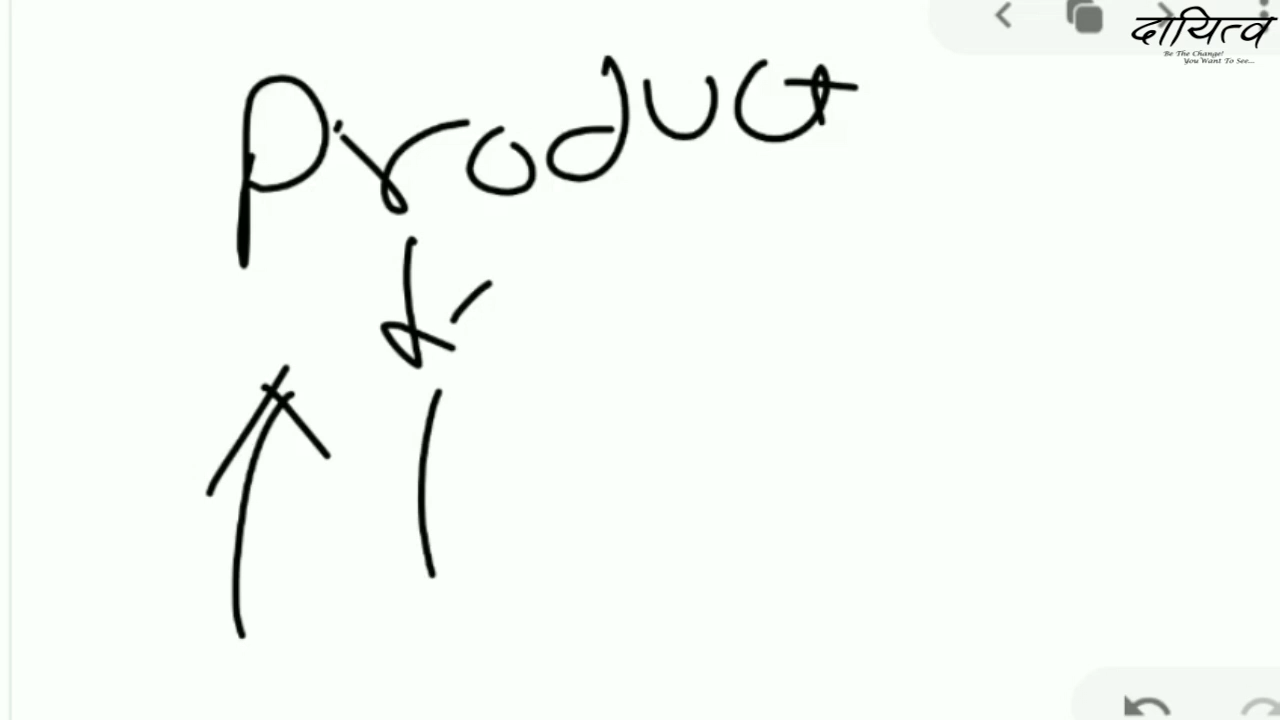 दायित्व
Be The Change!
You Want To See...
Product